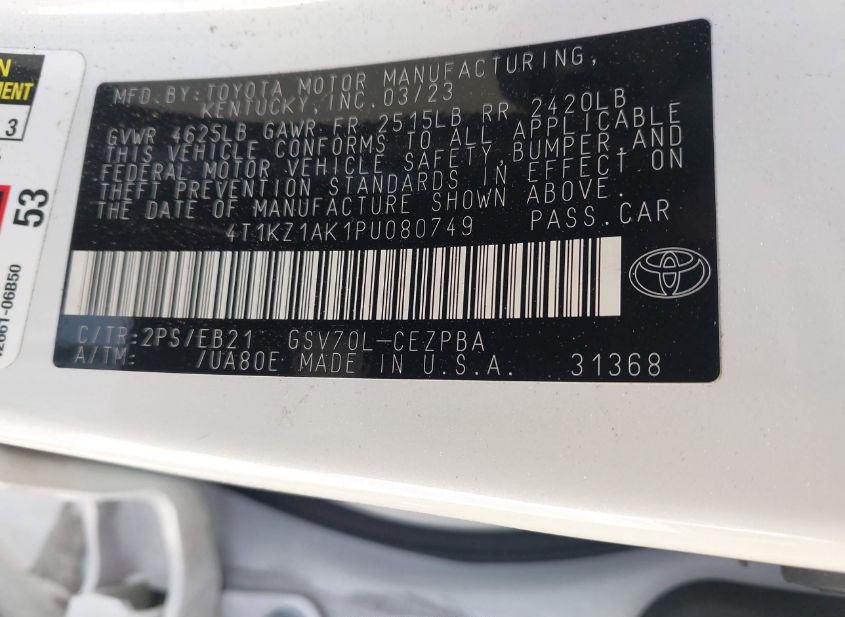 MFD.BY:TOYOTA MOTOR MANUFACTURING,
KENTUCKY,INC.03/23
GVWR 4625LB GAWR FR 2515LB RR 2420LB
THIS VEHICLE CONFORMS TO ALL APPLICABLE
FEDERAL MOTOR VEHICLE SAFETY,BUMPER,AND
THEFT PREVENTION STANDARDS IN EFFECT ON
THE DATE OF MANUFACTURE SHOWN ABOVE.
4T1KZ1AK1PU080749 PASS.CAR
C/TR:2PS/EB21 GSV70L-CEZPBA
A/TM: /UA80E MADE IN U.S.A. 31368
53
3